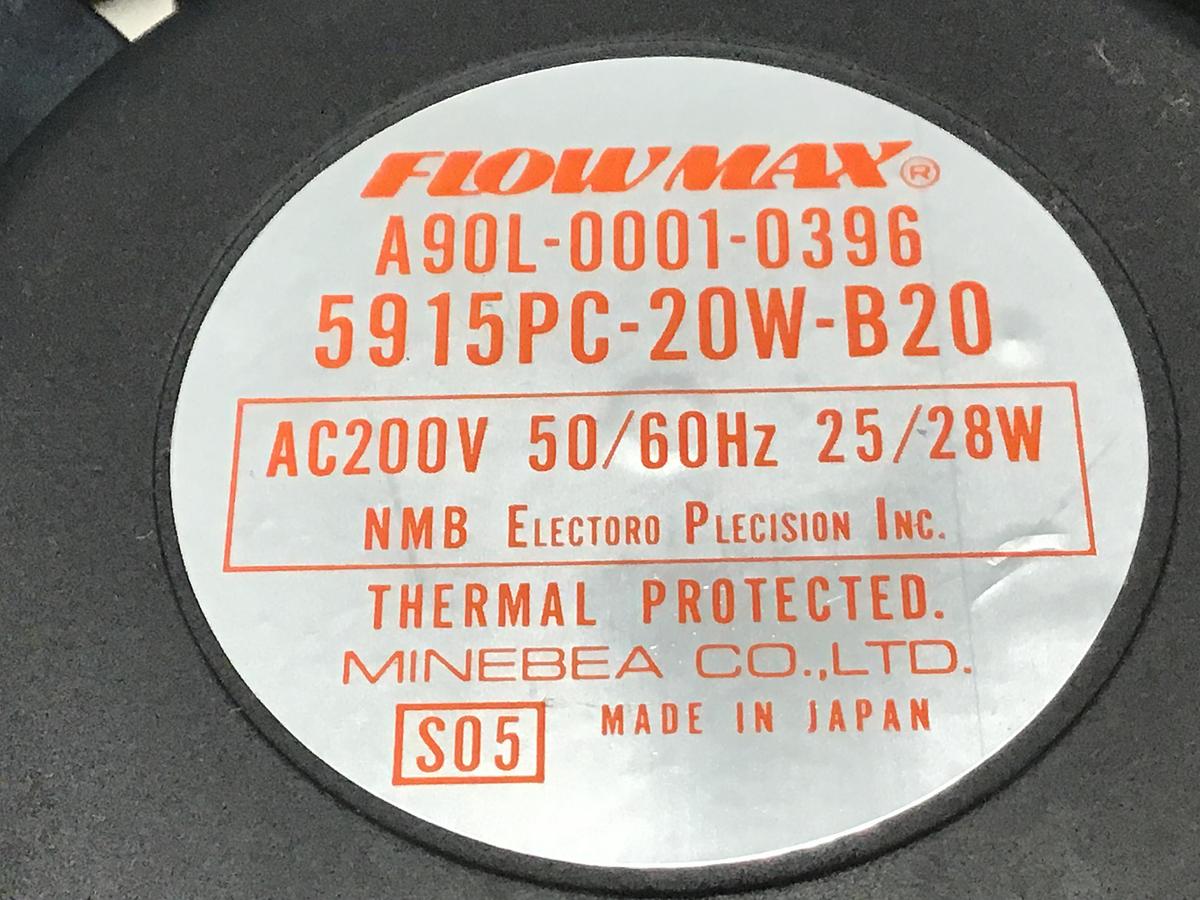 FLOWMAX®
A90L-0001-0396
5915PC-20W-B20
AC200V 50/60Hz 25/28W
NMB ELECTORO PLECISION INC.
THERMAL PROTECTED.
MINEBEA CO.,LTD.
S05 MADE IN JAPAN